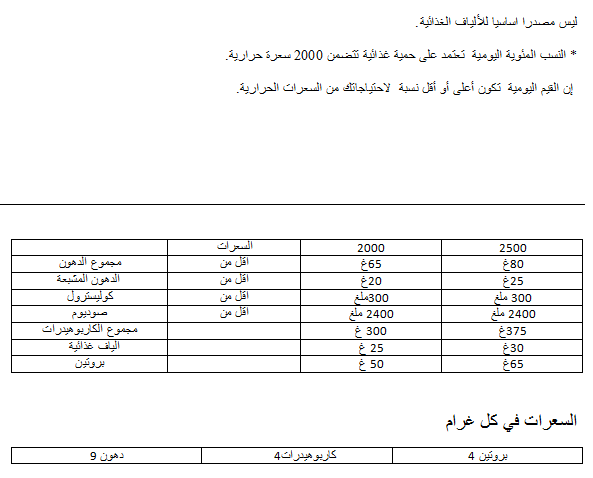 ليس مصدرا اساسيا للألياف الغذائية.
* النسب المئوية اليومية تعتمد على حمية غذائية تتضمن 2000 سعرة حرارية.
إن القيم اليومية تكون أعلى أو أقل نسبة لاحتياجاتك من السعرات الحرارية.
السعرات 2000 2500
مجموع الدهون اقل من 65غ 80غ
الدهون المشبعة اقل من 20غ 25غ
كوليسترول اقل من 300ملغ 300 ملغ
صوديوم اقل من 2400 ملغ 2400 ملغ
مجموع الكاربوهيدرات 300 غ 375غ
الياف غذائية 25 غ 30غ
بروتين 50 غ 65غ
السعرات في كل غرام
دهون 9 كاربوهيدرات4 بروتين 4